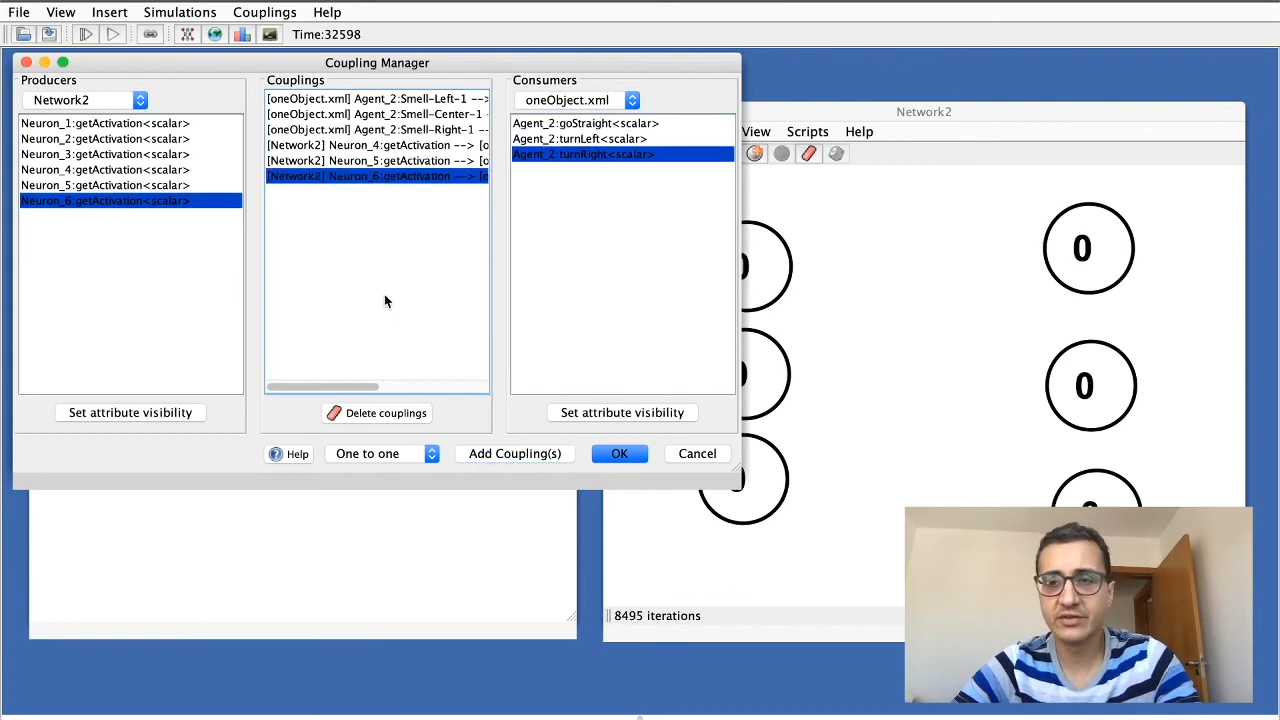 File View Insert Simulations Couplings Help
Time:32598
Coupling Manager
Producers
Network2
Neuron_1:getActivation<scalar>
Neuron_2:getActivation<scalar>
Neuron_3:getActivation<scalar>
Neuron_4:getActivation<scalar>
Neuron_5:getActivation<scalar>
Neuron_6:getActivation<scalar>
Set attribute visibility
Couplings
[oneObject.xml] Agent_2:Smell-Left-1 -->
[oneObject.xml] Agent_2:Smell-Center-1 -
[oneObject.xml] Agent_2:Smell-Right-1 --
[Network2] Neuron_4:getActivation --> [o
[Network2] Neuron_5:getActivation --> [o
[Network2] Neuron_6:getActivation --> [o
Delete couplings
Consumers
oneObject.xml
Agent_2:goStraight<scalar>
Agent_2:turnLeft<scalar>
Agent_2:turnRight<scalar>
Set attribute visibility
Help One to one Add Coupling(s) OK Cancel
Network2
View Scripts Help
0
0
8495 iterations